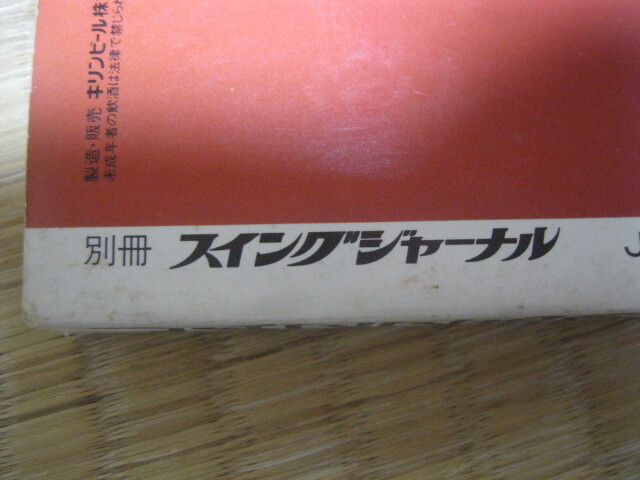 製造・販売 キリンビール株
未成年者の飲酒は法律で禁じられ
別冊 スイングジャーナル
J